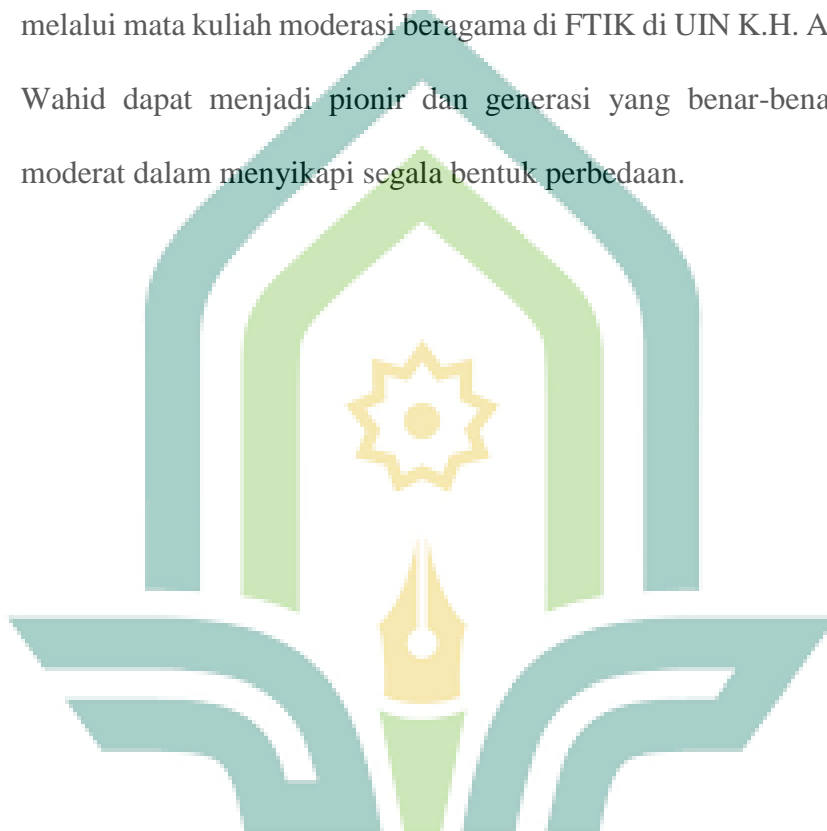 melalui mata kuliah moderasi beragama di FTIK di UIN K.H. A
Wahid dapat menjadi pionir dan generasi yang benar-bena
moderat dalam menyikapi segala bentuk perbedaan.